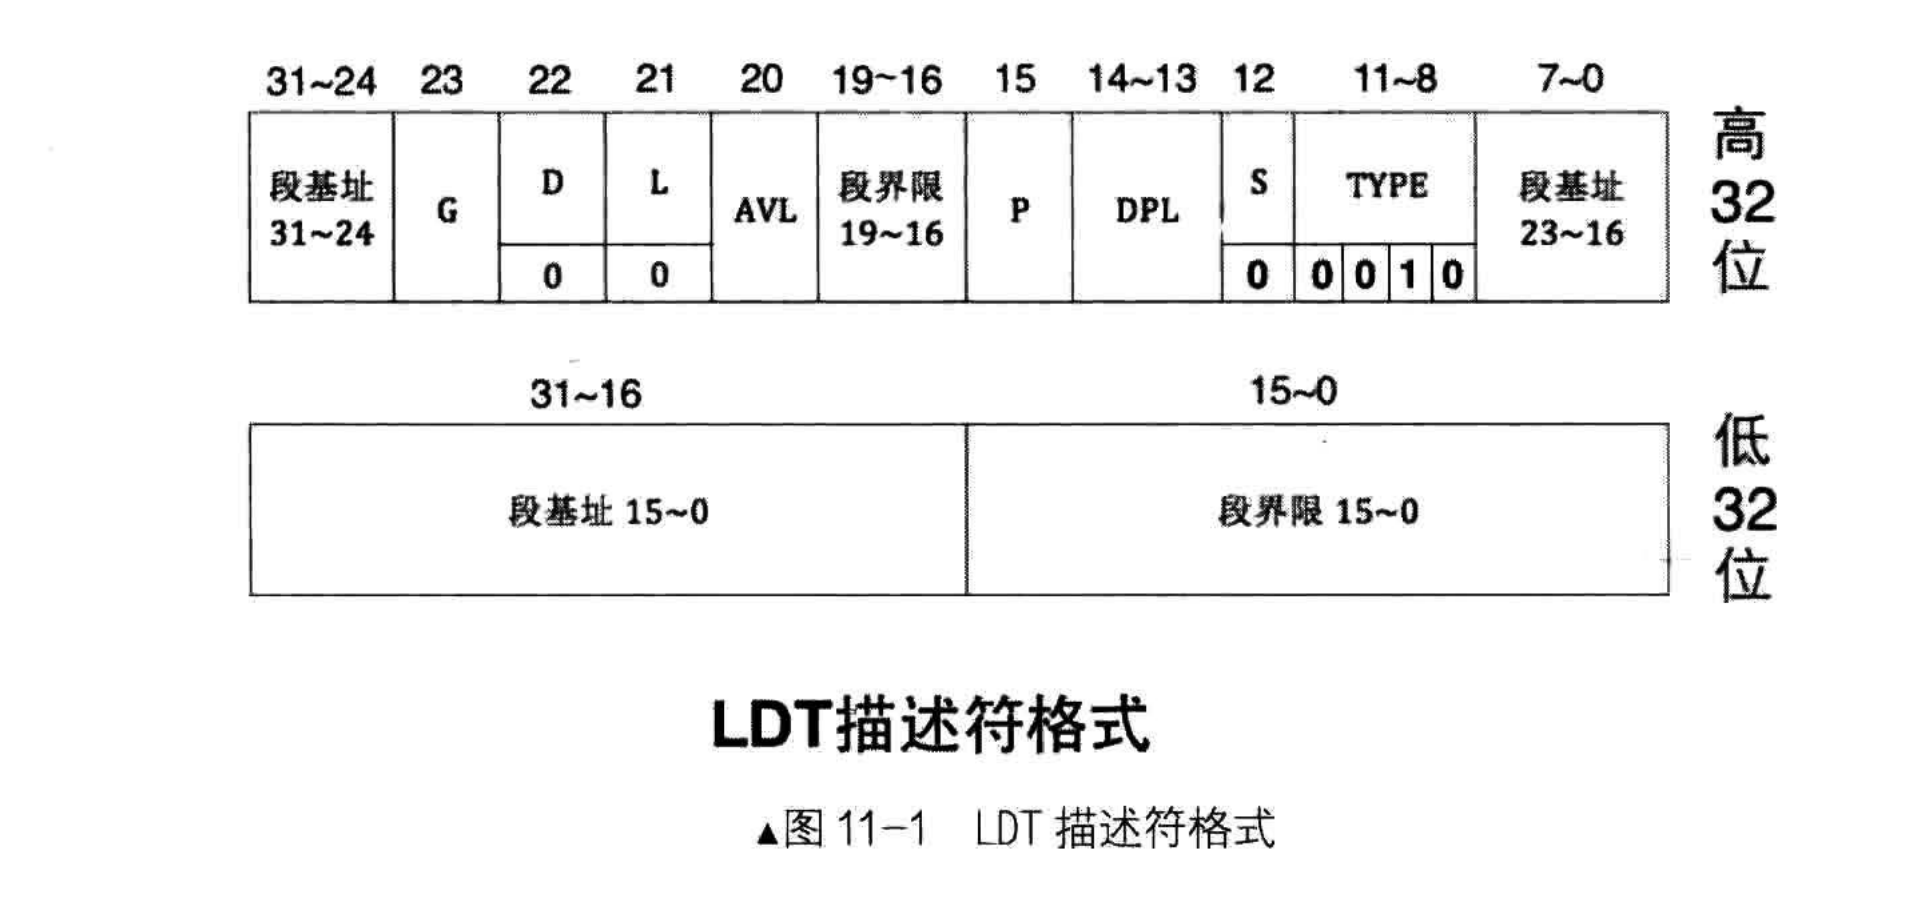 31~24 23 22 21 20 19~16 15 14~13 12 11~8 7~0
段基址 31~24 G D L AVL 段界限 19~16 P DPL S TYPE 段基址 23~16
0 0 0 0 0 1 0
高32位
31~16 15~0
段基址 15~0 段界限 15~0
低32位
LDT描述符格式
▲图 11-1 LDT 描述符格式